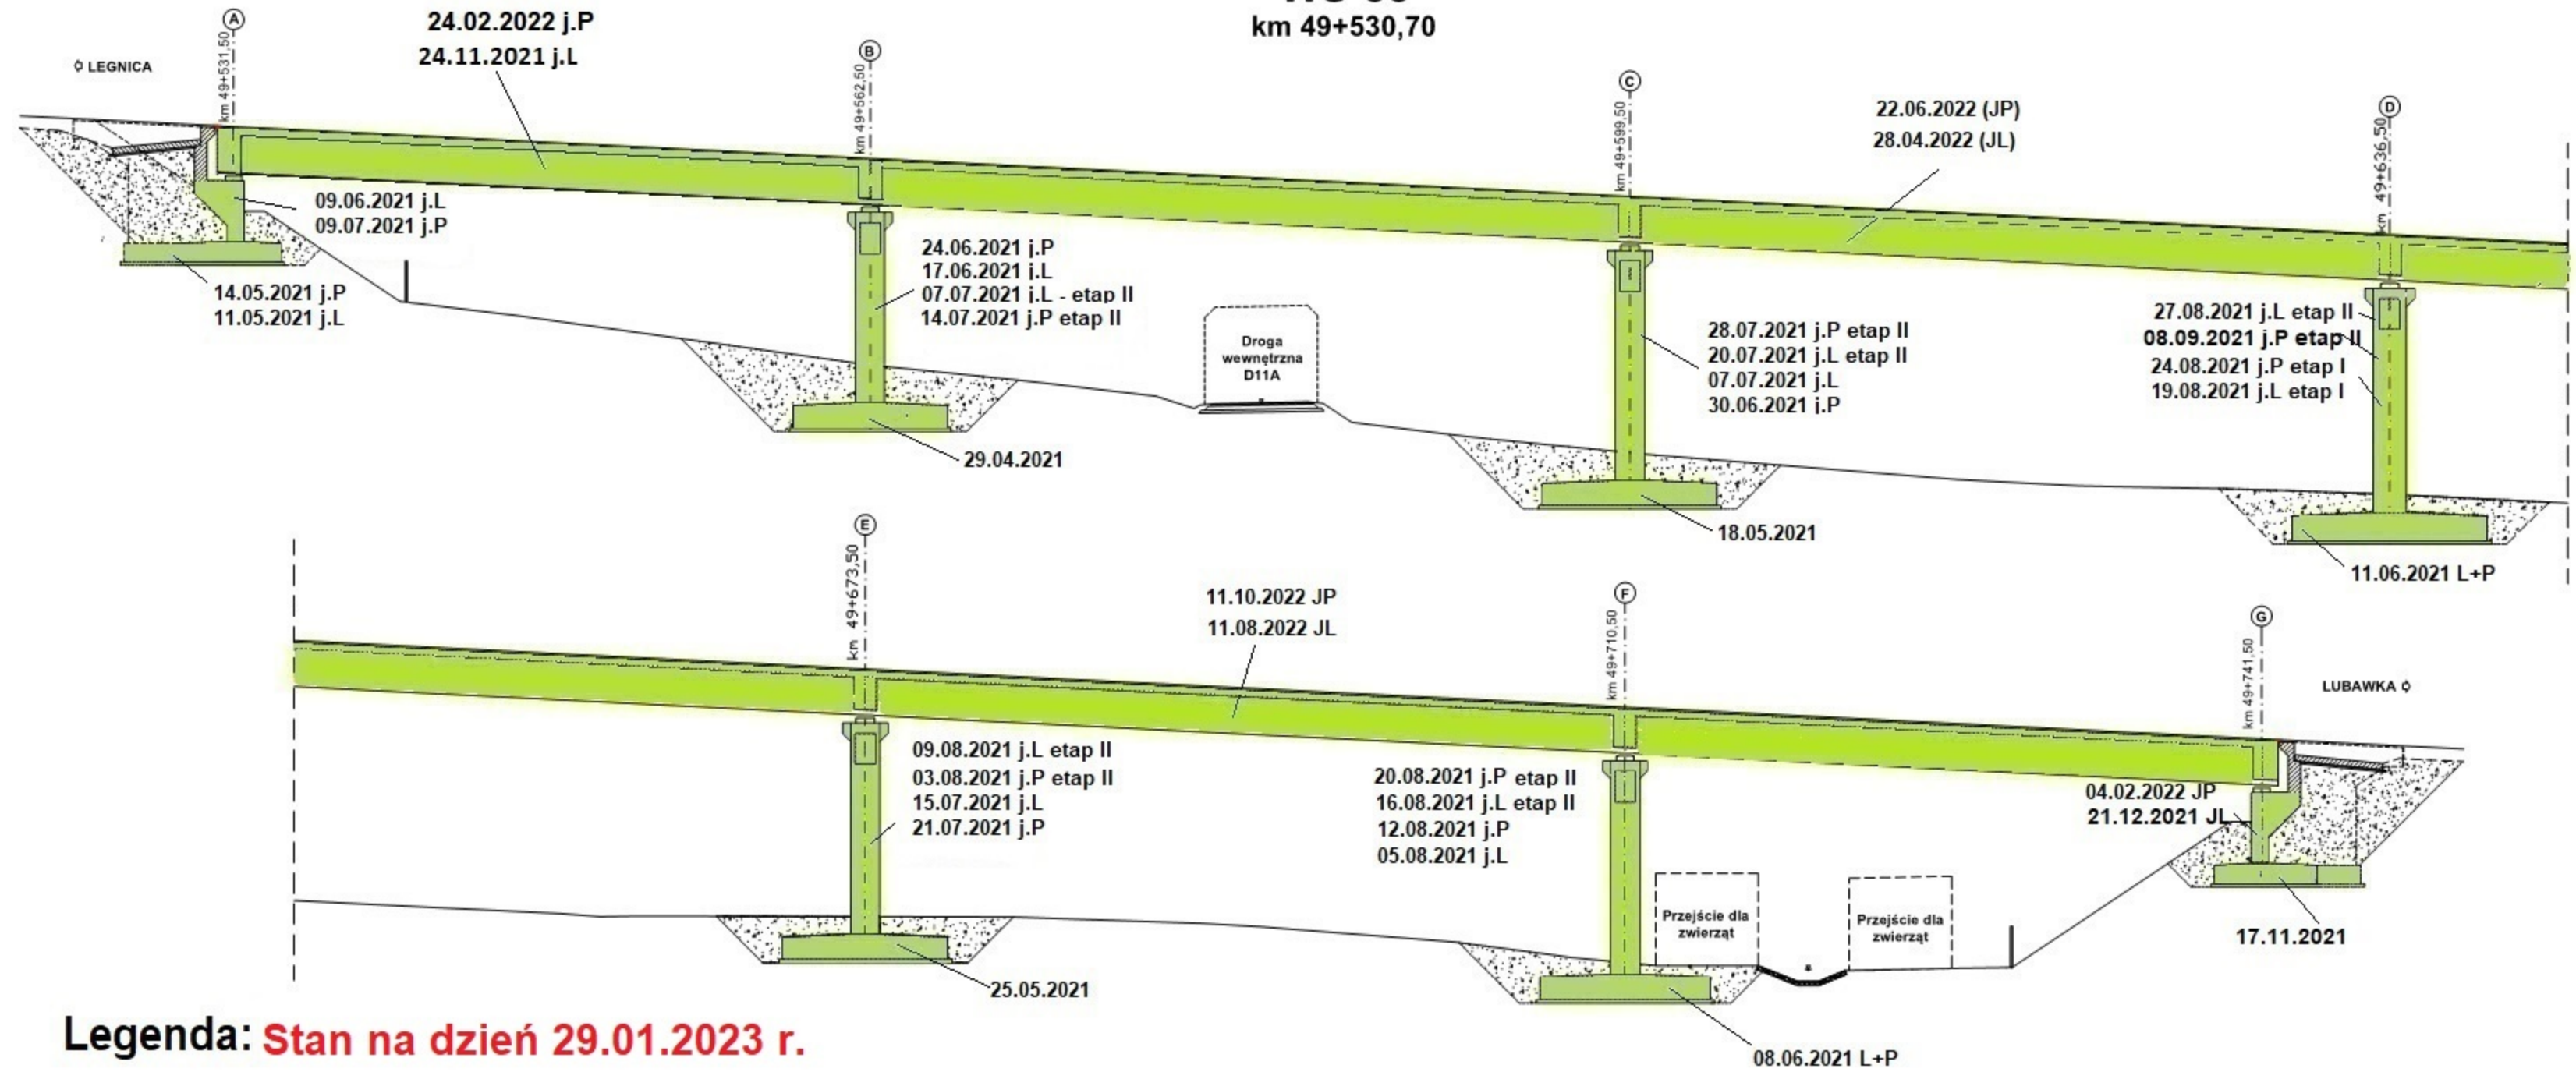 km 49+530,70
A
24.02.2022 j.P
24.11.2021 j.L
LEGNICA
km 49+531,50
B
km 49+562,50
C
km 49+599,50
22.06.2022 (JP)
28.04.2022 (JL)
D
km 49+636,50
09.06.2021 j.L
09.07.2021 j.P
14.05.2021 j.P
11.05.2021 j.L
24.06.2021 j.P
17.06.2021 j.L
07.07.2021 j.L - etap II
14.07.2021 j.P etap II
29.04.2021
Droga
wewnętrzna
D11A
28.07.2021 j.P etap II
20.07.2021 j.L etap II
07.07.2021 j.L
30.06.2021 j.P
18.05.2021
27.08.2021 j.L etap II
08.09.2021 j.P etap II
24.08.2021 j.P etap I
19.08.2021 j.L etap I
11.06.2021 L+P
E
km 49+673,50
11.10.2022 JP
11.08.2022 JL
F
km 49+710,50
G
km 49+741,50
LUBAWKA
09.08.2021 j.L etap II
03.08.2021 j.P etap II
15.07.2021 j.L
21.07.2021 j.P
25.05.2021
20.08.2021 j.P etap II
16.08.2021 j.L etap II
12.08.2021 j.P
05.08.2021 j.L
08.06.2021 L+P
Przejście dla
zwierząt
Przejście dla
zwierząt
04.02.2022 JP
21.12.2021 JL
17.11.2021
Legenda: Stan na dzień 29.01.2023 r.